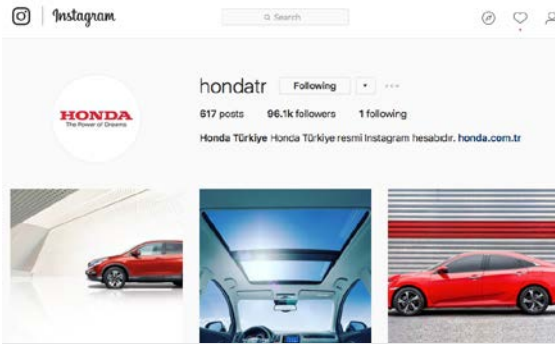 Instagram
Search
hondatr Following
617 posts 96.1k followers 1 following
Honda Türkiye Honda Türkiye resmi Instagram hesabıdır. honda.com.tr
HONDA
The Power of Dreams